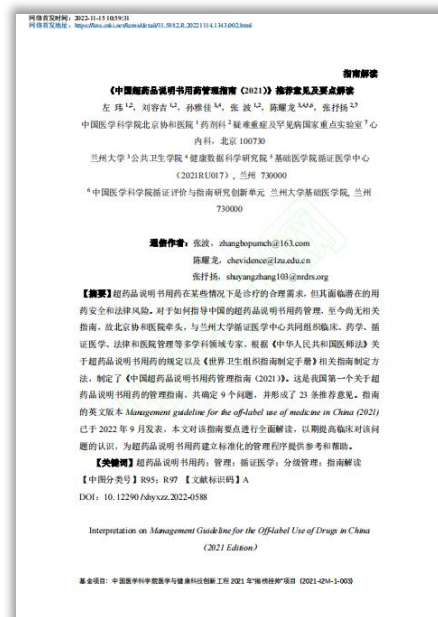 网络首发时间：2022-11-15 10:59:31
网络首发地址：https://kns.cnki.net/kcms/detail/11.5882.R.20221114.1343.002.html
指南解读
《中国超药品说明书用药管理指南（2021）》推荐意见及要点解读
左 玮 1,2，刘容吉 1,2，孙雅佳 3,4，张 波 1,2，陈耀龙 3,4,5,6，张抒扬 2,7
中国医学科学院北京协和医院 1 药剂科 2 疑难重症及罕见病国家重点实验室 7 心
内科，北京 100730
兰州大学 3 公共卫生学院 4 健康数据科学研究院 5 基础医学院循证医学中心
（2021RU017），兰州 730000
6 中国医学科学院循证评价与指南研究创新单元 兰州大学基础医学院，兰州
730000
通信作者：张波，zhangbopumch@163.com
陈耀龙，chevidence@lzu.edu.cn
张抒扬，shuyangzhang103@nrdrs.org
【摘要】超药品说明书用药在某些情况下是诊疗的合理需求，但其面临潜在的用
药安全和法律风险。对于如何指导中国的超药品说明书用药管理，至今尚无相关
指南，故北京协和医院牵头，与兰州大学循证医学中心共同组织临床、药学、循
证医学、法律和医院管理等多学科领域专家，根据《中华人民共和国医师法》关
于超药品说明书用药的规定以及《世界卫生组织指南制定手册》相关指南制定方
法，制定了《中国超药品说明书用药管理指南（2021）》。这是我国第一个关于超
药品说明书用药管理的指南，共确定 9 个问题，并形成了 23 条推荐意见。指南
的英文版本 Management guideline for the off-label use of medicine in China (2021)
已于 2022 年 9 月发表，本文对该指南要点进行全面解读，以期提高临床对该问
题的认识，为超药品说明书用药建立标准化的管理程序提供参考和帮助。
【关键词】超药品说明书用药；管理；循证医学；分级管理；指南解读
【中图分类号】R95；R97 【文献标识码】A
DOI：10.12290/xhyxzz.2022-0588
Interpretation on Management Guideline for the Off-label Use of Drugs in China
(2021 Edition)
基金项目：中国医学科学院医学与健康科技创新工程 2021 年“揭榜挂帅”项目（2021-I2M-1-003）